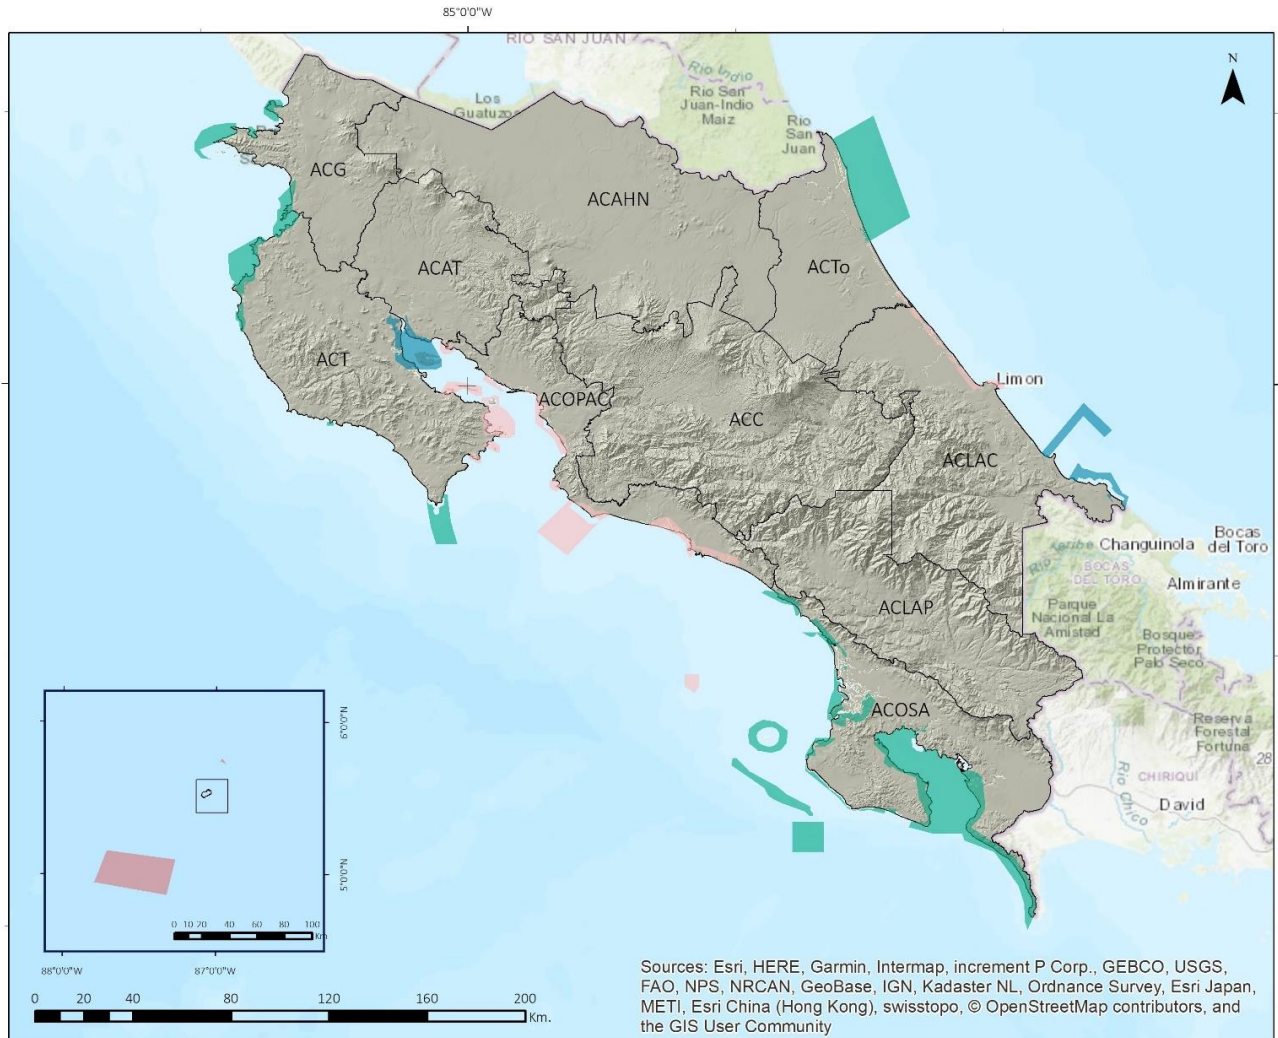 85°0'0"W
RIO SAN JUAN
N
Río Indio
Los
Guatuzos
Río San
Juan-Indio
Maiz
Rio
San
Juan
ACG
ACAHN
ACAT
ACTo
ACT
Limon
ACOPAC
ACC
ACLAC
Changuinola
Bocas
del Toro
BOCAS
DEL TORO
Almirante
ACLAP
Parque
Nacional La
Amistad
Bosque
Protector
Palo Seco
ACOSA
Reserva
Forestal
Fortuna
28
CHIRIQUI
Rio Chico
David
6°0'0"N
5°0'0"N
0 10 20 40 60 80 100
Km
88°0'0"W
87°0'0"W
0 20 40 80 120 160 200
Km.
Sources: Esri, HERE, Garmin, Intermap, increment P Corp., GEBCO, USGS,
FAO, NPS, NRCAN, GeoBase, IGN, Kadaster NL, Ordnance Survey, Esri Japan,
METI, Esri China (Hong Kong), swisstopo, © OpenStreetMap contributors, and
the GIS User Community